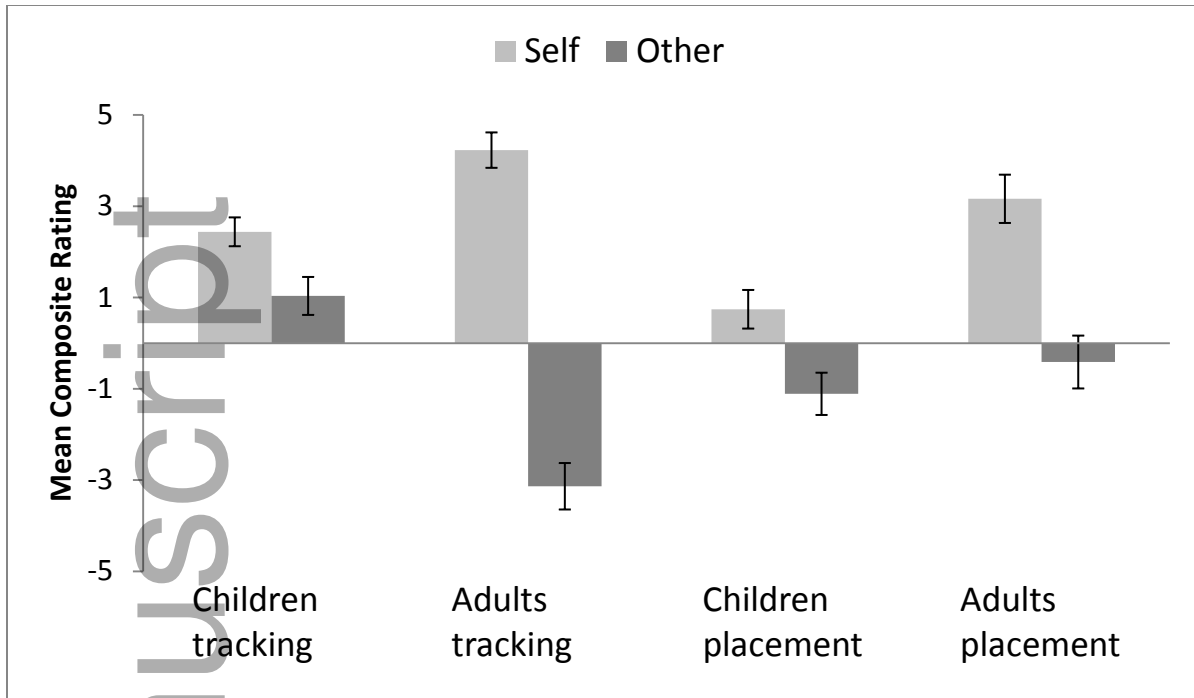 Self Other
5
3
1
-1
-3
-5
Mean Composite Rating
Children
tracking
Adults
tracking
Children
placement
Adults
placement
nuscript